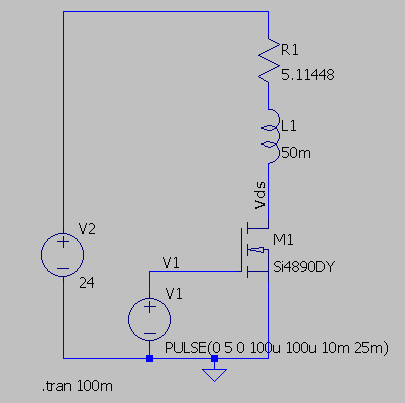 R1
5.11448
L1
50m
Vds
V2
24
M1
Si4890DY
V1
V1
PULSE(0 5 0 100u 100u 10m 25m)
.tran 100m